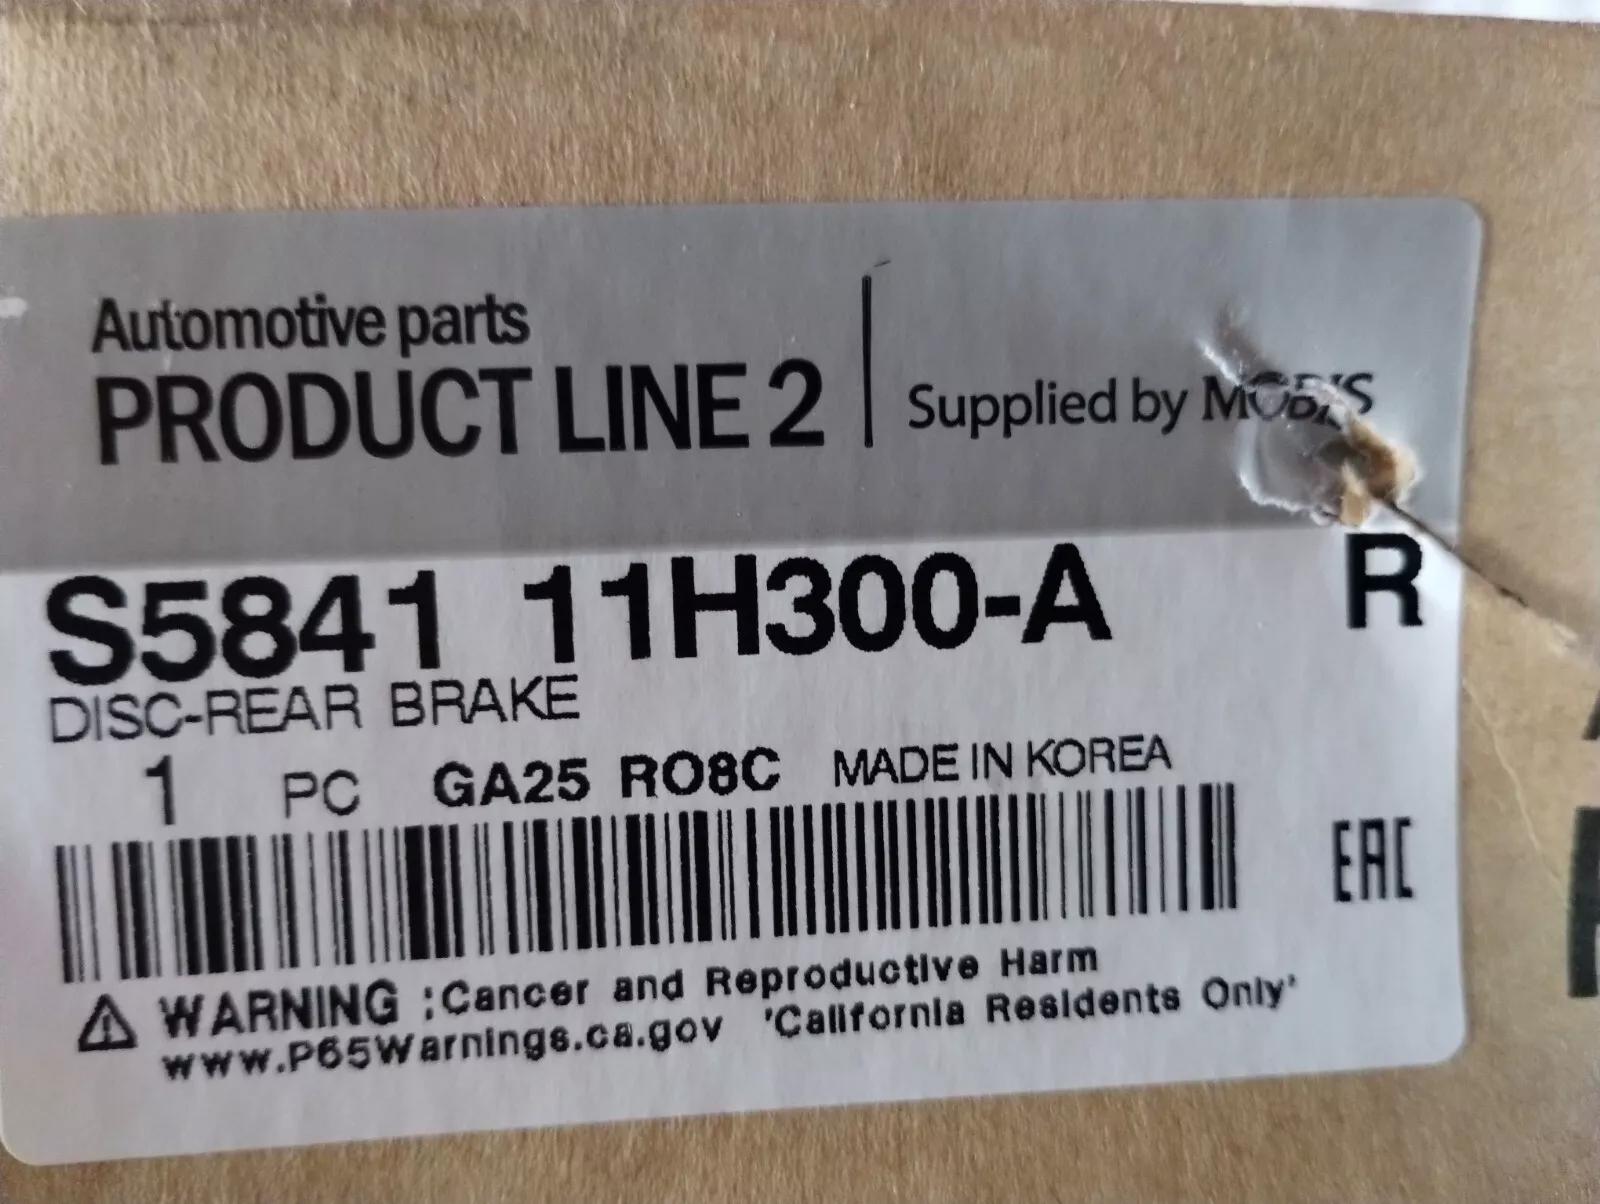 Automotive parts
PRODUCT LINE 2 Supplied by MOBIS
S5841 11H300-A R
DISC-REAR BRAKE
1 PC GA25 RO8C MADE IN KOREA
EAC
WARNING :Cancer and Reproductive Harm
www.P65Warnings.ca.gov 'California Residents Only'